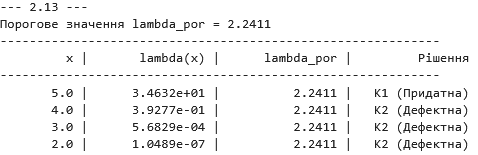 --- 2.13 ---
Порогове значення lambda_por = 2.2411
------------------------------------------------------------
x | lambda(x) | lambda_por | Рішення
------------------------------------------------------------
5.0 | 3.4632e+01 | 2.2411 | K1 (Придатна)
4.0 | 3.9277e-01 | 2.2411 | K2 (Дефектна)
3.0 | 5.6829e-04 | 2.2411 | K2 (Дефектна)
2.0 | 1.0489e-07 | 2.2411 | K2 (Дефектна)